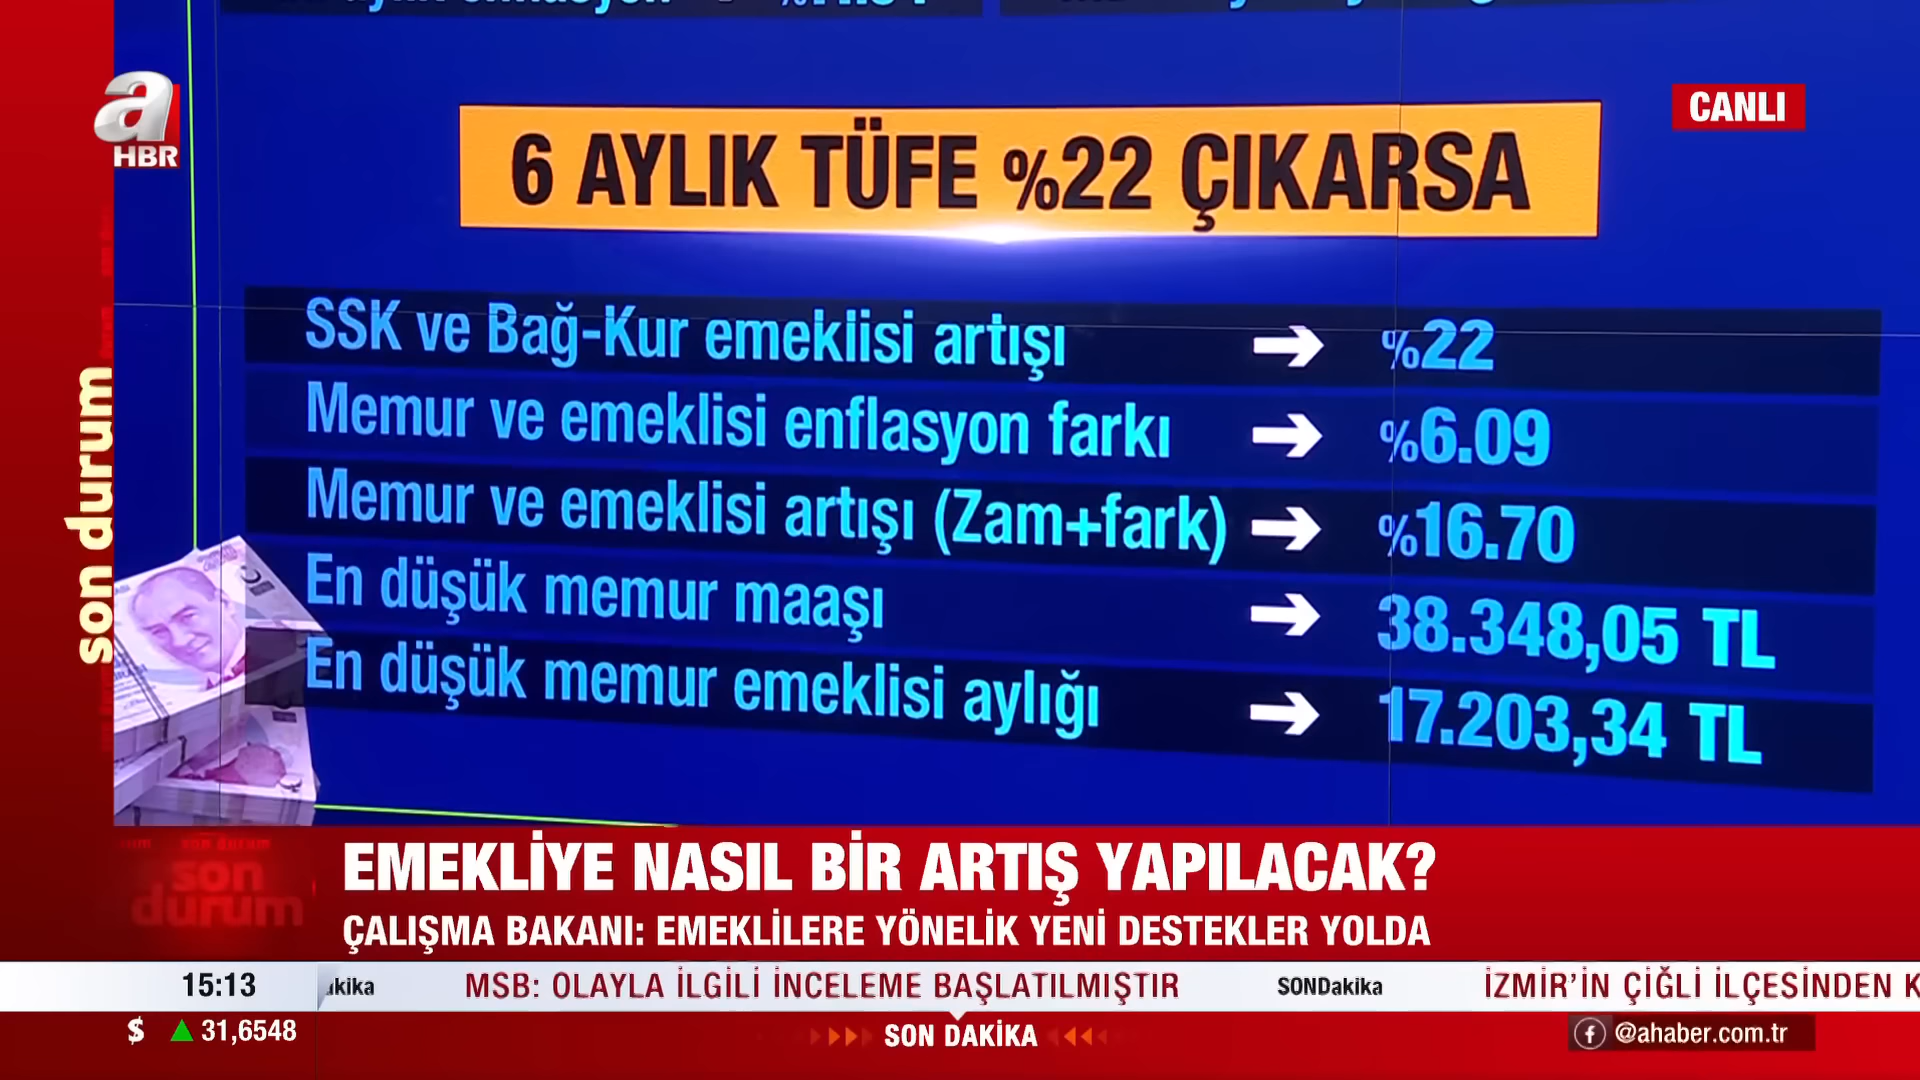 a
HBR
CANLI
6 AYLIK TÜFE %22 ÇIKARSA
SSK ve Bağ-Kur emeklisi artışı → %22
Memur ve emeklisi enflasyon farkı → %6.09
Memur ve emeklisi artışı (Zam+fark) → %16.70
En düşük memur maaşı → 38.348,05 TL
En düşük memur emeklisi aylığı → 17.203,34 TL
son durum
son durum
EMEKLİYE NASIL BİR ARTIŞ YAPILACAK?
ÇALIŞMA BAKANI: EMEKLİLERE YÖNELİK YENİ DESTEKLER YOLDA
15:13
MSB: OLAYLA İLGİLİ İNCELEME BAŞLATILMIŞTIR SONDakika İZMİR'İN ÇİĞLİ İLÇESİNDEN
$ ▲ 31,6548
SON DAKİKA
@ahaber.com.tr